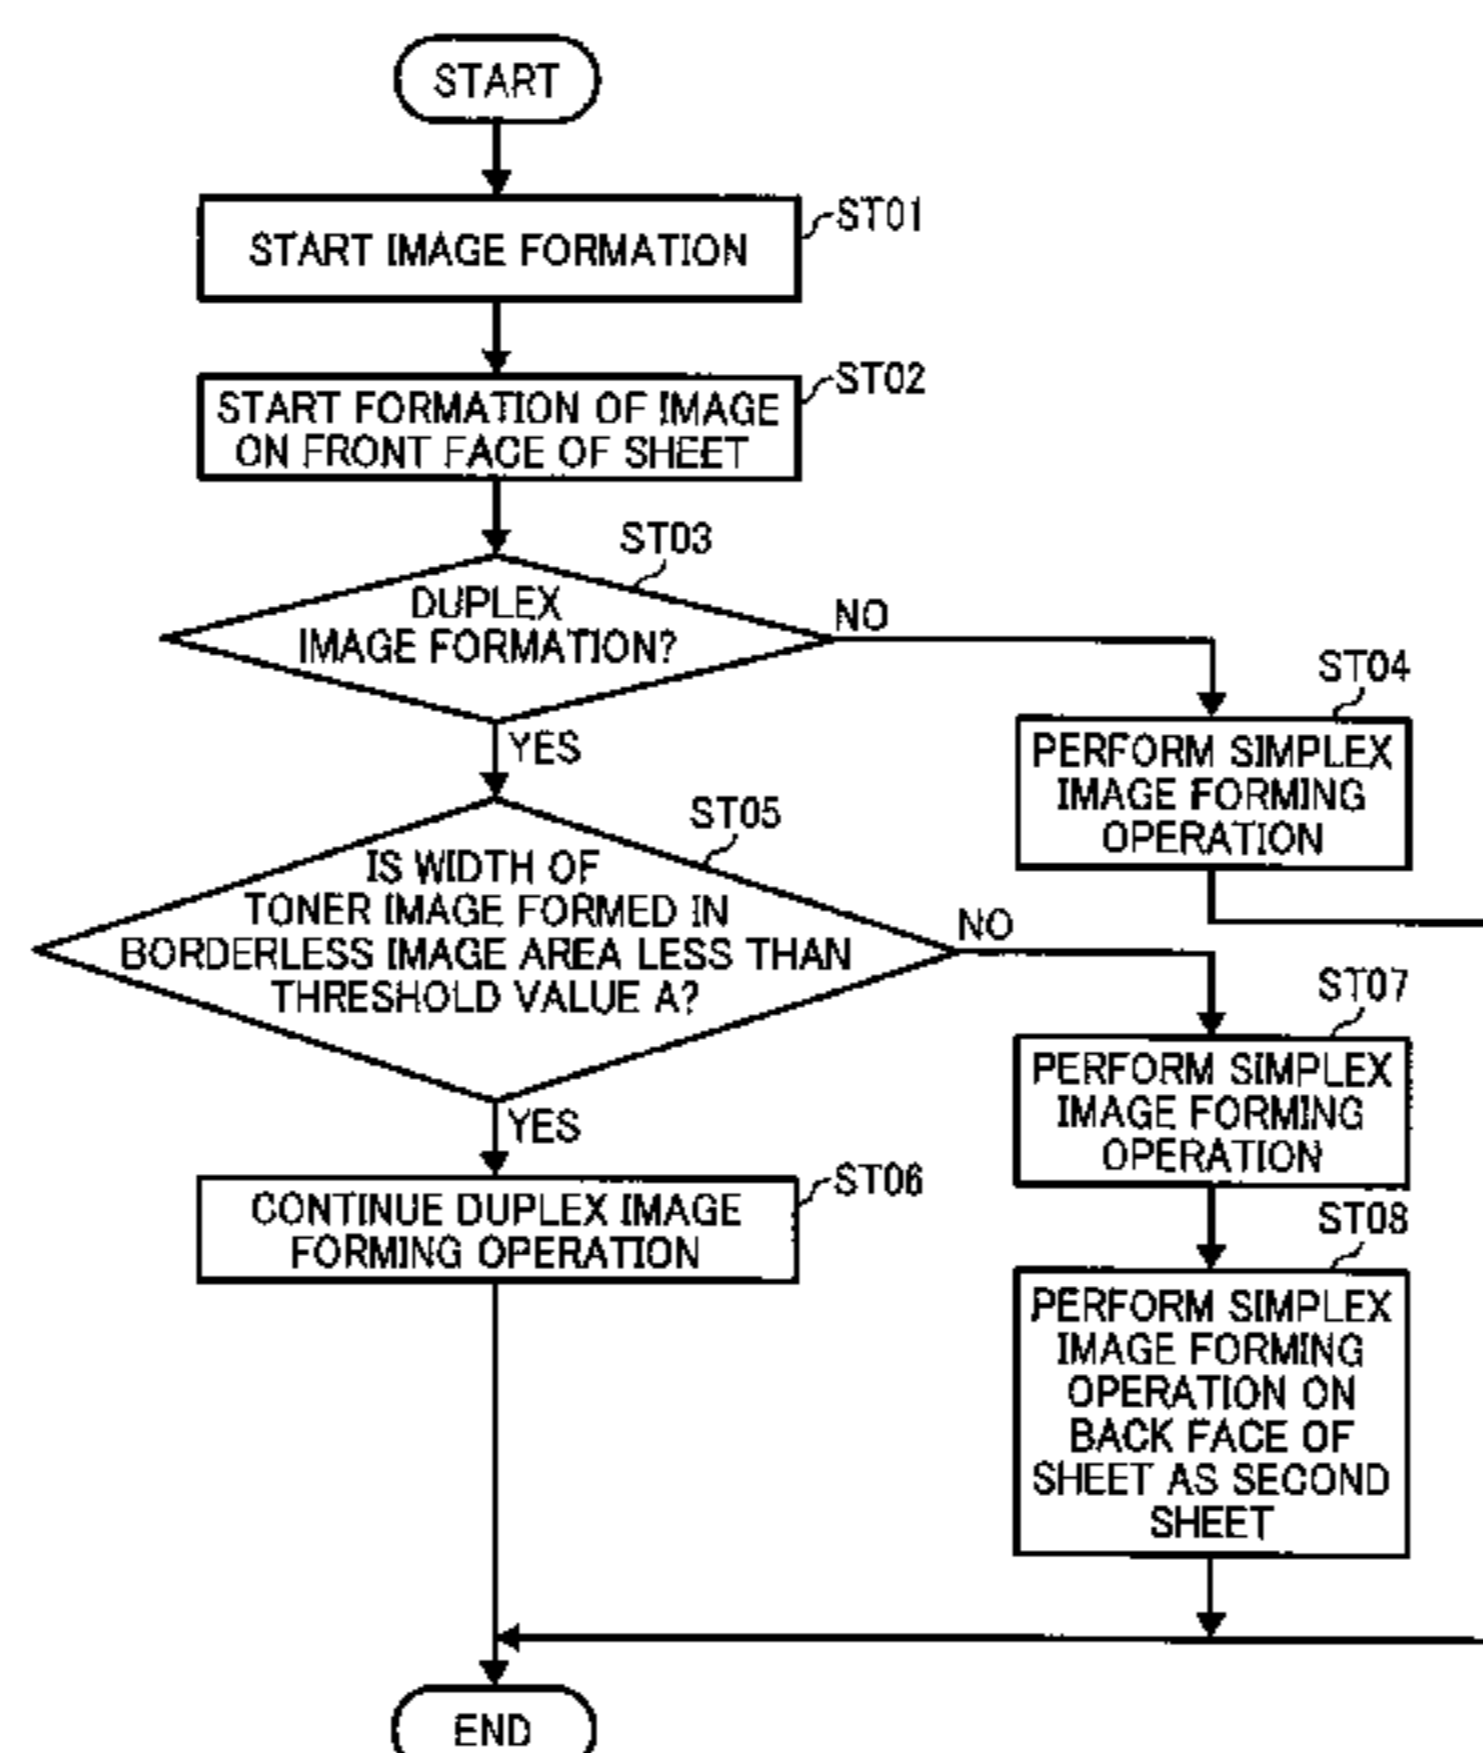 START
ST01
START IMAGE FORMATION
ST02
START FORMATION OF IMAGE
ON FRONT FACE OF SHEET
ST03
DUPLEX
IMAGE FORMATION?
NO
YES
ST04
PERFORM SIMPLEX
IMAGE FORMING
OPERATION
ST05
IS WIDTH OF
TONER IMAGE FORMED IN
BORDERLESS IMAGE AREA LESS THAN
THRESHOLD VALUE A?
NO
YES
ST07
PERFORM SIMPLEX
IMAGE FORMING
OPERATION
ST06
CONTINUE DUPLEX IMAGE
FORMING OPERATION
ST08
PERFORM SIMPLEX
IMAGE FORMING
OPERATION ON
BACK FACE OF
SHEET AS SECOND
SHEET
END